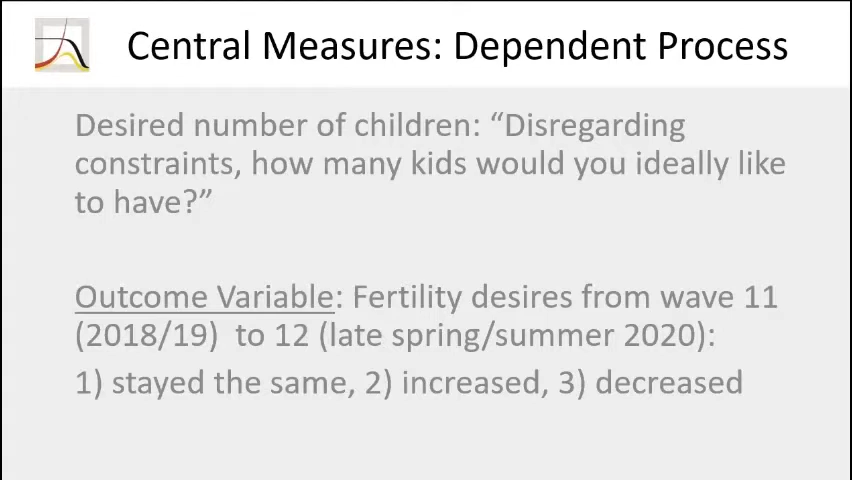 Central Measures: Dependent Process
Desired number of children: “Disregarding
constraints, how many kids would you ideally like
to have?”
Outcome Variable: Fertility desires from wave 11
(2018/19)  to 12 (late spring/summer 2020):
1) stayed the same, 2) increased, 3) decreased